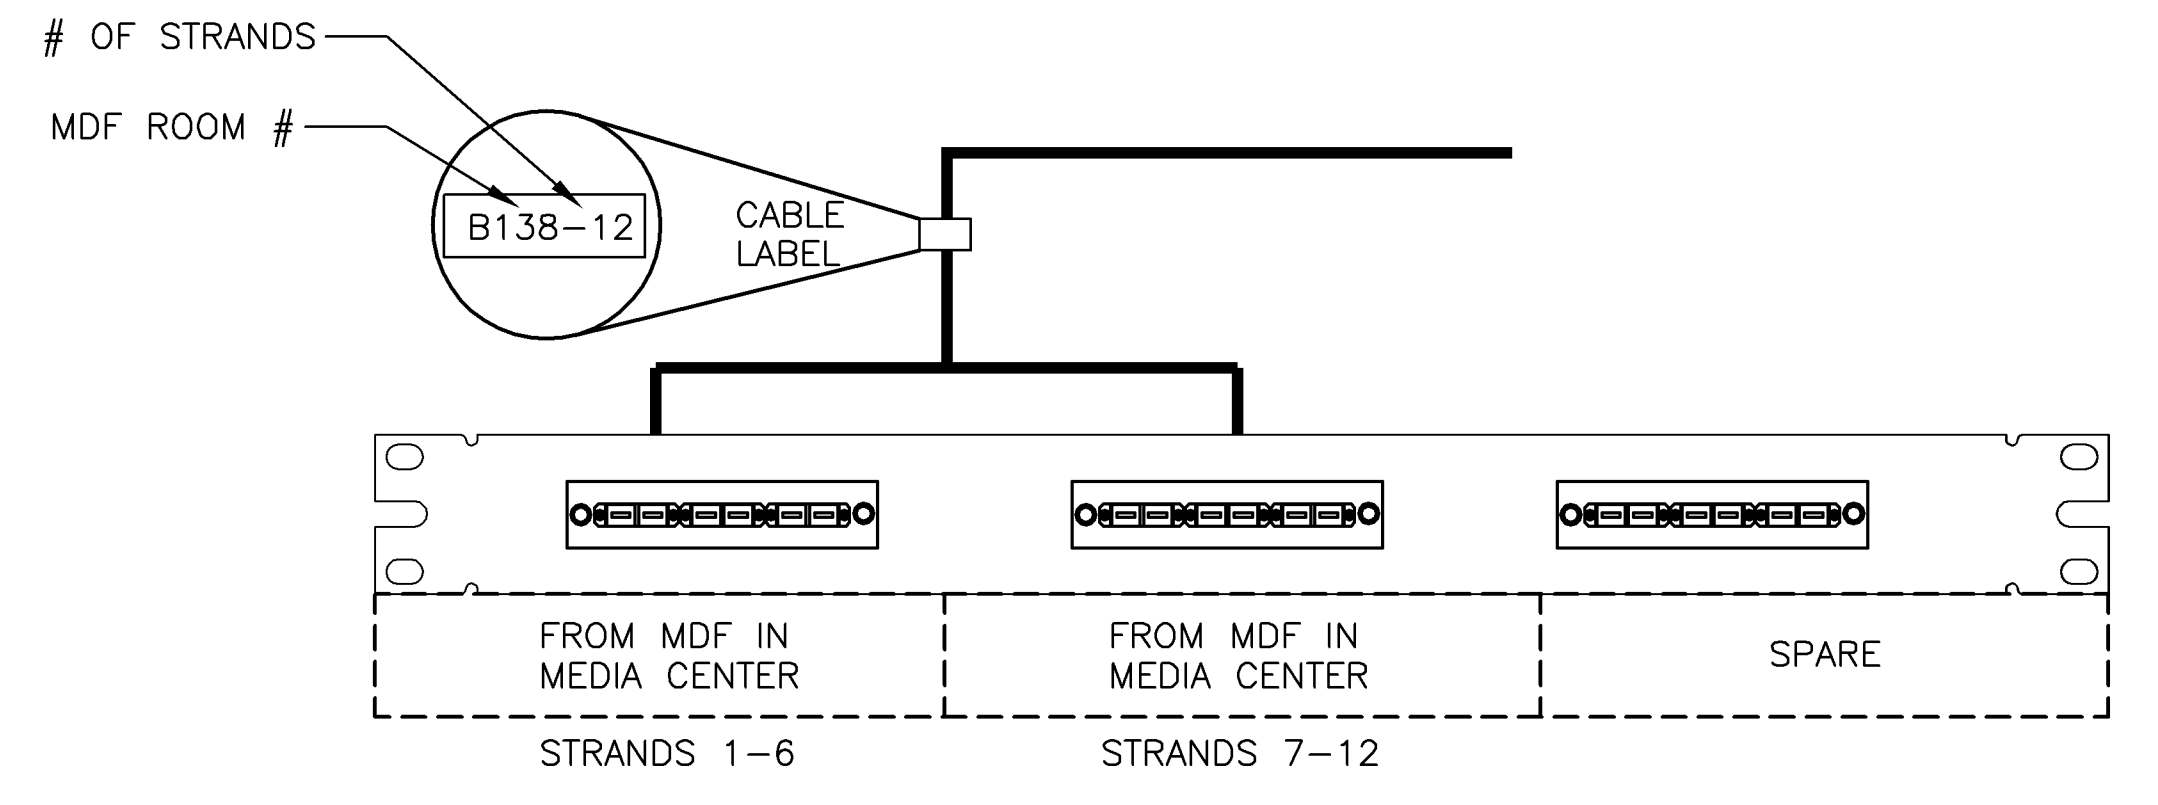 # OF STRANDS
MDF ROOM #
B138-12
CABLE
LABEL
FROM MDF IN
MEDIA CENTER
FROM MDF IN
MEDIA CENTER
SPARE
STRANDS 1-6
STRANDS 7-12